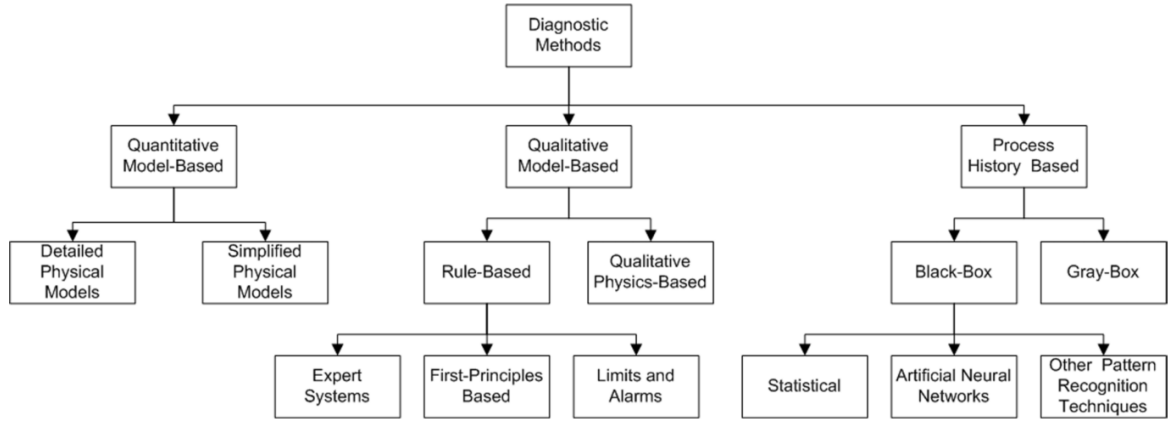 Diagnostic
Methods
Quantitative
Model-Based
Qualitative
Model-Based
Process
History Based
Detailed
Physical
Models
Simplified
Physical
Models
Rule-Based
Qualitative
Physics-Based
Black-Box
Gray-Box
Expert
Systems
First-Principles
Based
Limits and
Alarms
Statistical
Artificial Neural
Networks
Other Pattern
Recognition
Techniques